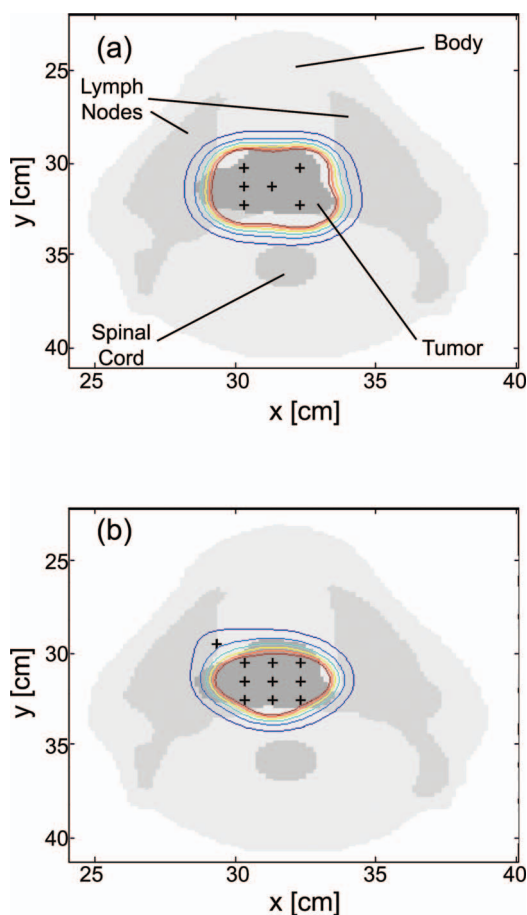 (a)
Body
Lymph
Nodes
Spinal
Cord
Tumor
y [cm]
25
30
35
40
25 30 35 40
x [cm]
(b)
y [cm]
25
30
35
40
25 30 35 40
x [cm]